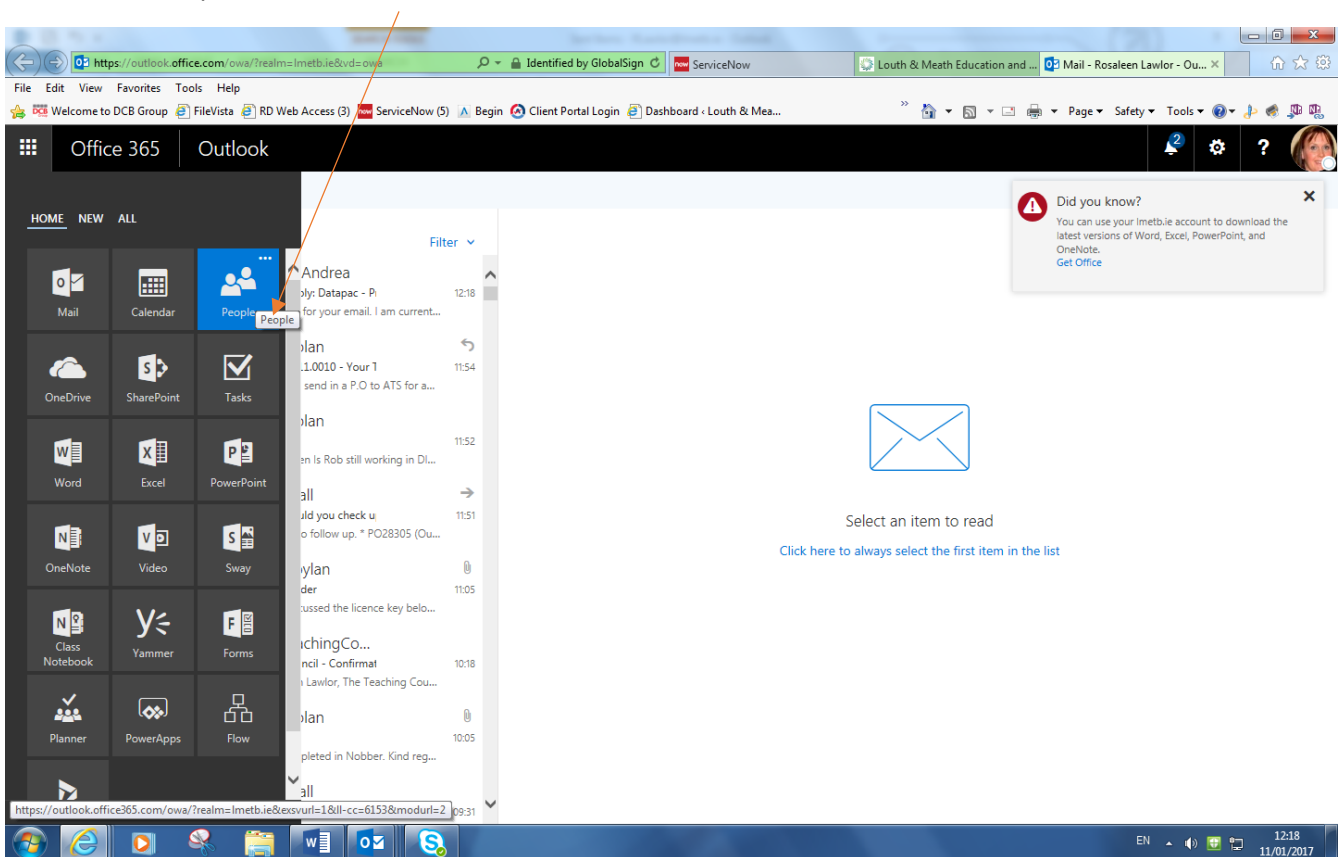 https://outlook.office.com/owa/?realm=lmetb.ie&vd=owa
Identified by GlobalSign
ServiceNow
Louth & Meath Education and ...
Mail - Rosaleen Lawlor - Ou...
File Edit View Favorites Tools Help
Welcome to DCB Group FileVista RD Web Access (3) ServiceNow (5) Begin Client Portal Login Dashboard ‹ Louth & Mea...
Page Safety Tools
Office 365 Outlook
2
?
HOME NEW ALL
Mail Calendar People
People
OneDrive SharePoint Tasks
Word Excel PowerPoint
OneNote Video Sway
Class Notebook Yammer Forms
Planner PowerApps Flow
Filter
Andrea
ply: Datapac - P
12:18
for your email. I am current...
olan
.1.0010 - Your T
11:54
send in a P.O to ATS for a...
olan
11:52
en Is Rob still working in DI...
all
uld you check u
11:51
o follow up. * PO28305 (Ou...
oylan
der
11:05
cussed the licence key belo...
achingCo...
ncil - Confirmat
10:18
n Lawlor, The Teaching Cou...
olan
10:05
pleted in Nobber. Kind reg...
all
09:31
Did you know?
You can use your lmetb.ie account to download the
latest versions of Word, Excel, PowerPoint, and
OneNote.
Get Office
Select an item to read
Click here to always select the first item in the list
https://outlook.office365.com/owa/?realm=lmetb.ie&exsvurl=1&ll-cc=6153&modurl=2
EN
12:18
11/01/2017